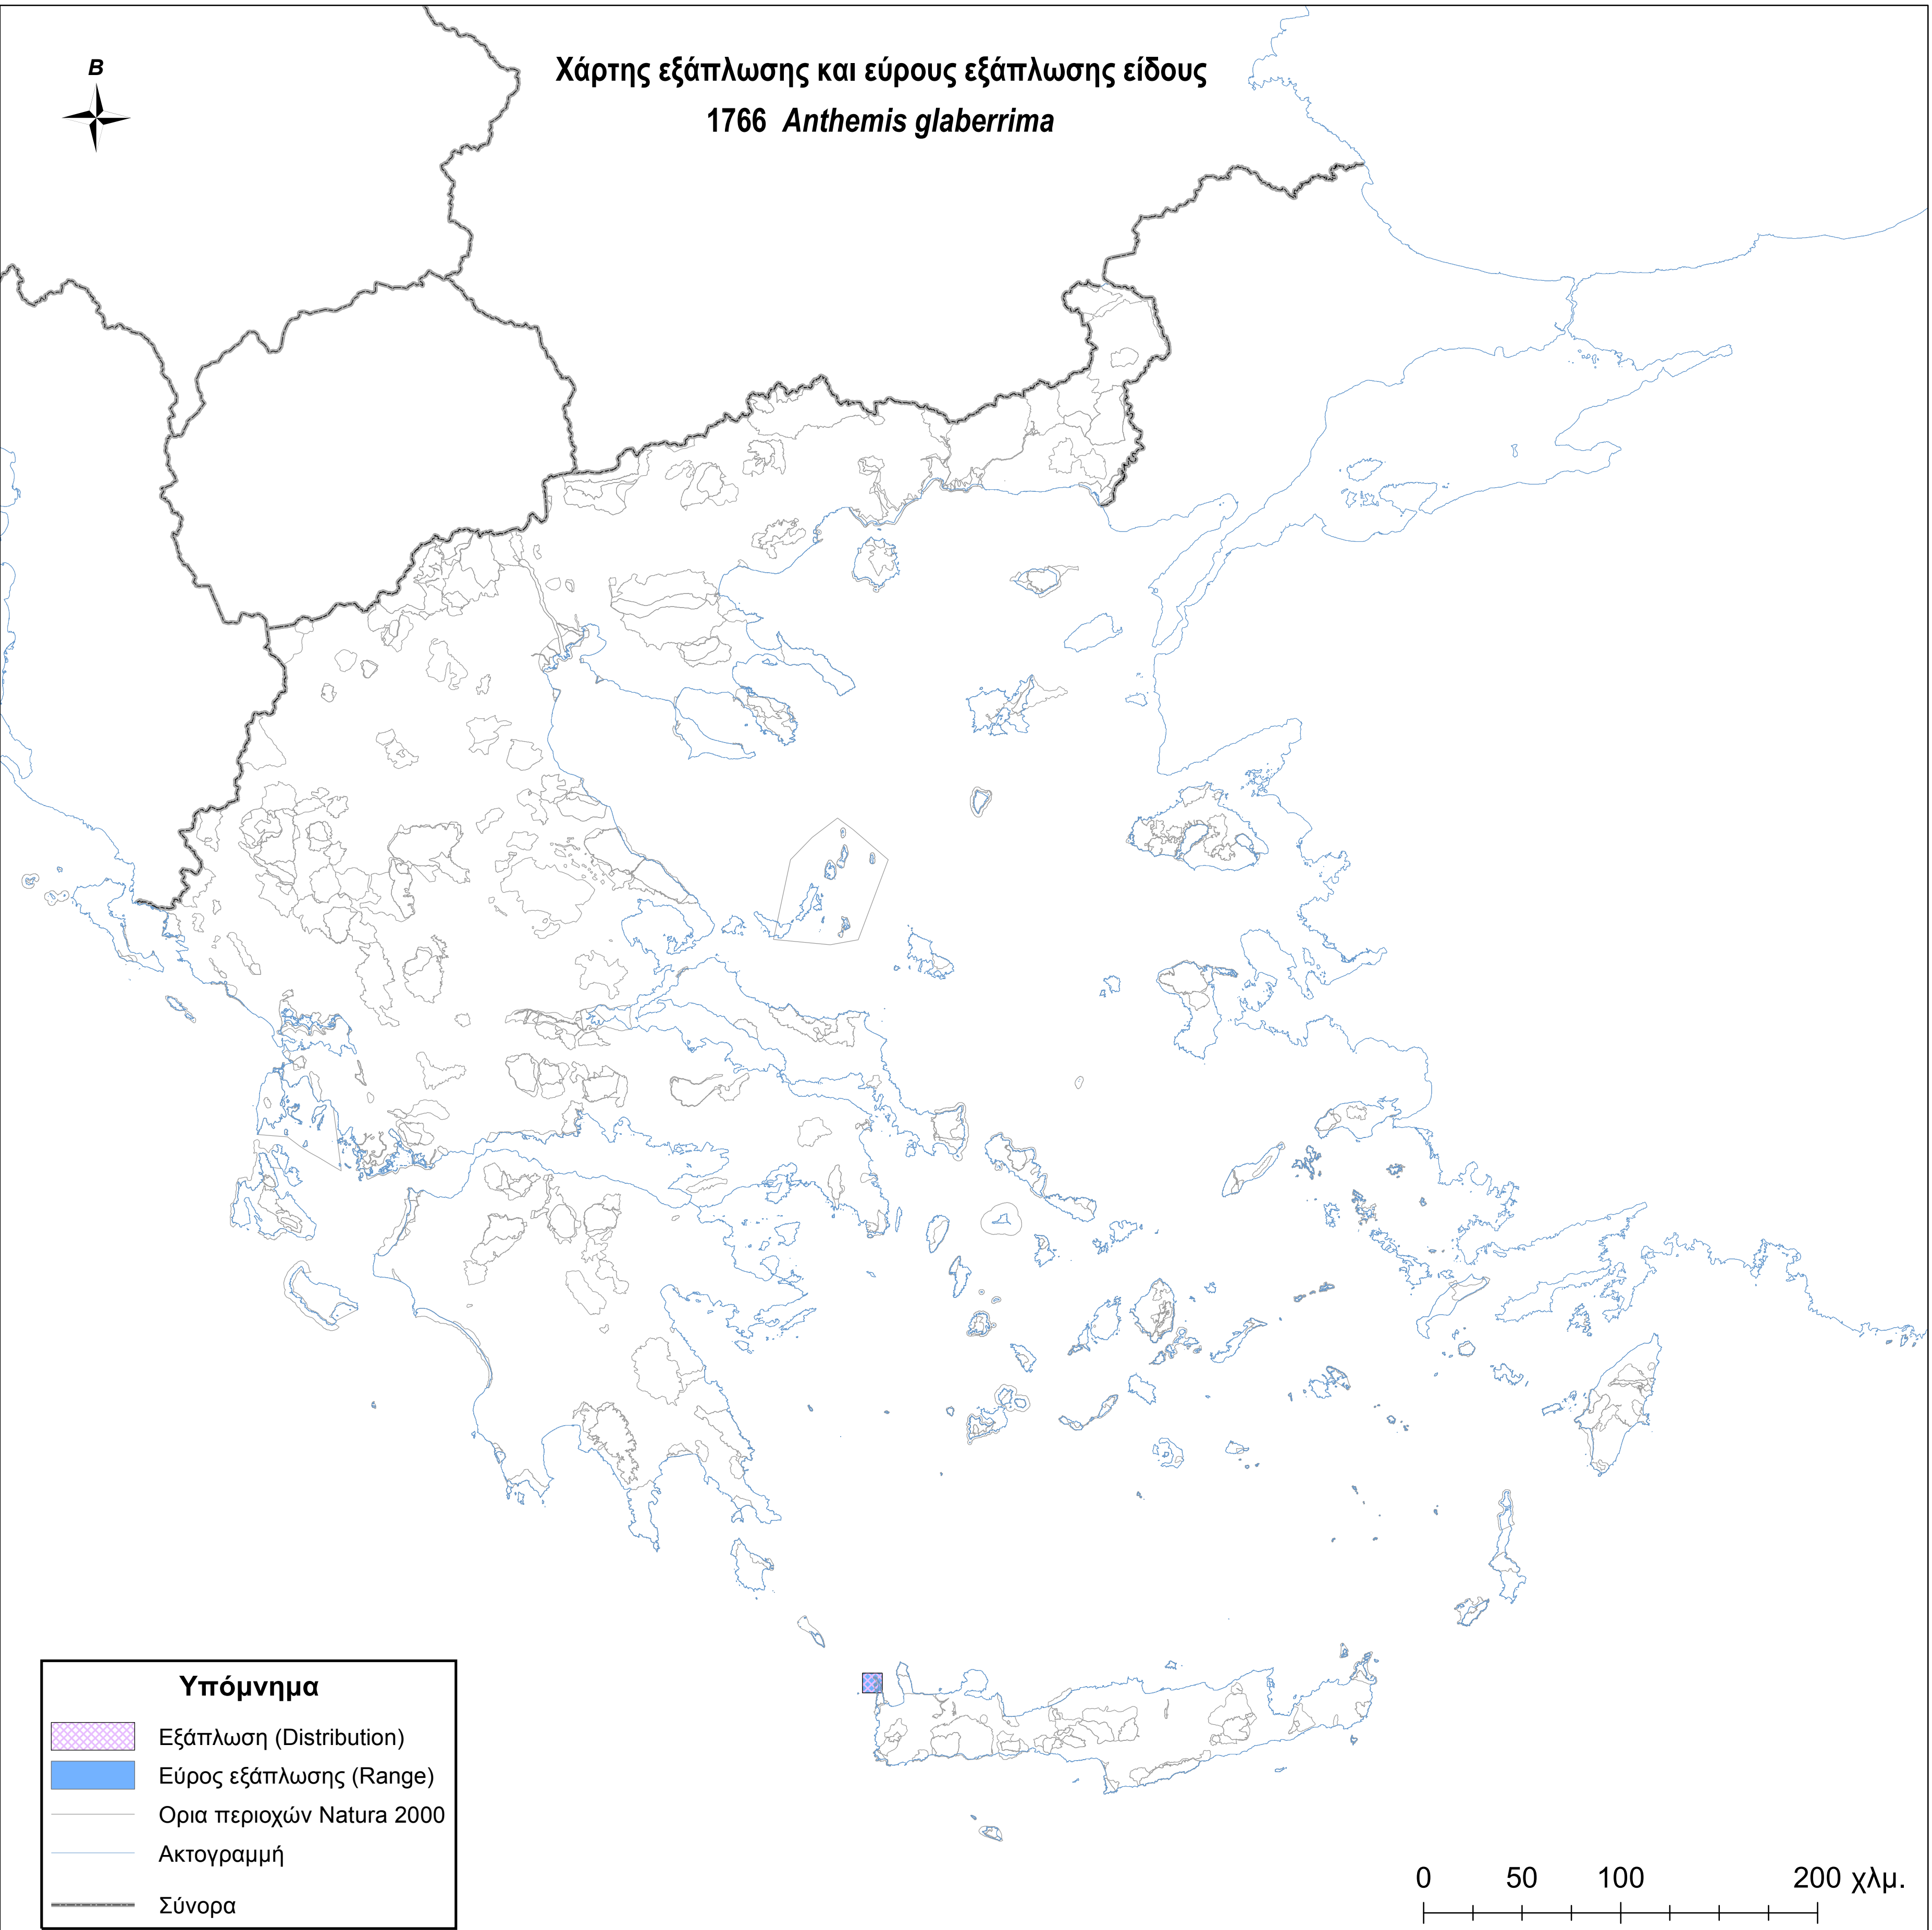 Β
Χάρτης εξάπλωσης και εύρους εξάπλωσης είδους
1766 Anthemis glaberrima
Υπόμνημα
Εξάπλωση (Distribution)
Εύρος εξάπλωσης (Range)
Ορια περιοχών Natura 2000
Ακτογραμμή
Σύνορα
0 50 100 200 χλμ.